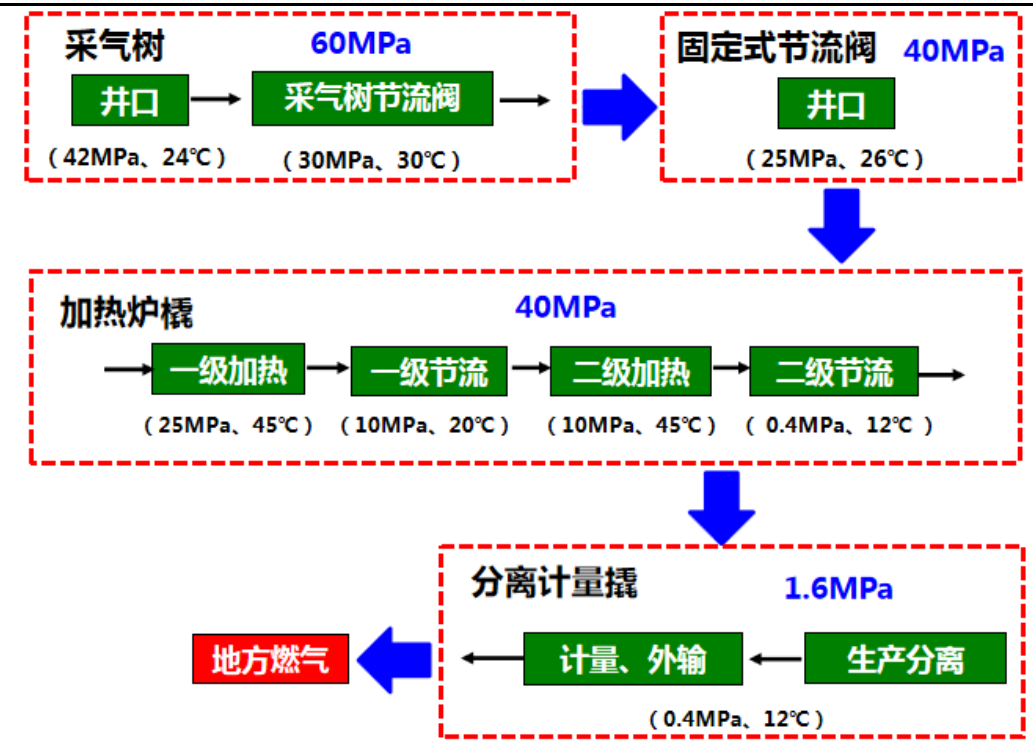 采气树
60MPa
井口
采气树节流阀
（42MPa、24℃）
（30MPa、30℃）
固定式节流阀
40MPa
井口
（25MPa、26℃）
加热炉橇
40MPa
一级加热
一级节流
二级加热
二级节流
（25MPa、45℃）
（10MPa、20℃）
（10MPa、45℃）
（ 0.4MPa、12℃ ）
分离计量撬
1.6MPa
地方燃气
计量、外输
生产分离
（0.4MPa、12℃）